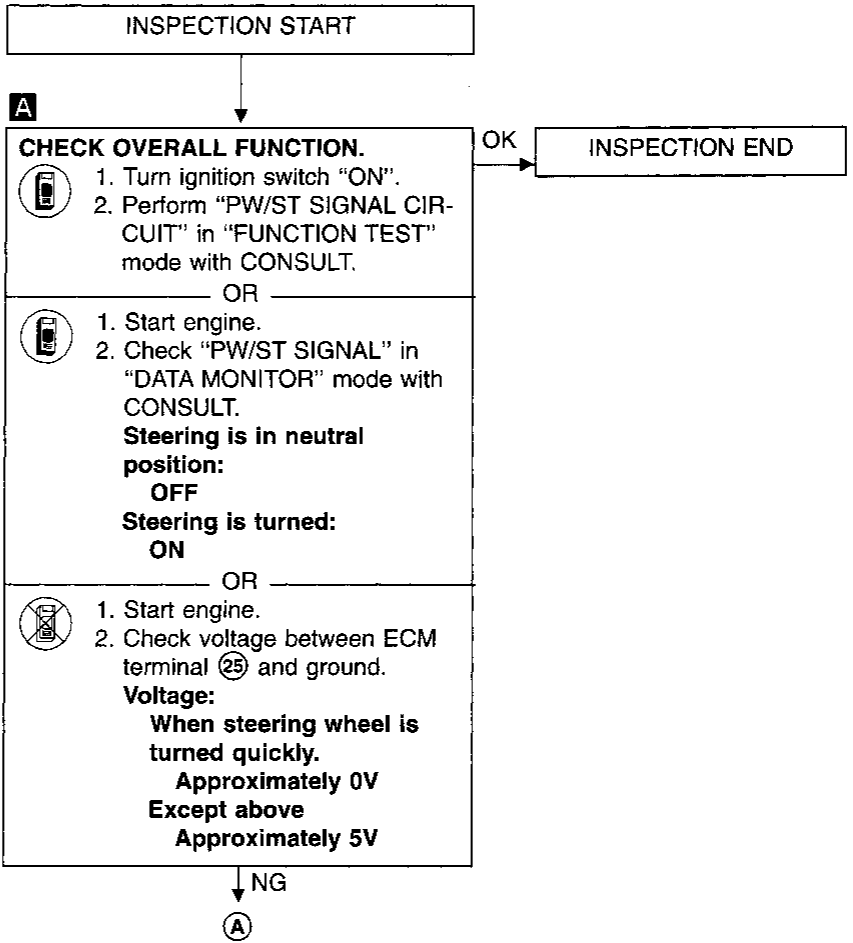 INSPECTION START
A
CHECK OVERALL FUNCTION.
OK
INSPECTION END
1. Turn ignition switch “ON”.
2. Perform “PW/ST SIGNAL CIR-
CUIT” in “FUNCTION TEST”
mode with CONSULT.
OR
1. Start engine.
2. Check “PW/ST SIGNAL” in
“DATA MONITOR” mode with
CONSULT.
Steering is in neutral
position:
OFF
Steering is turned:
ON
OR
1. Start engine.
2. Check voltage between ECM
terminal 25 and ground.
Voltage:
When steering wheel is
turned quickly.
Approximately 0V
Except above
Approximately 5V
NG
A